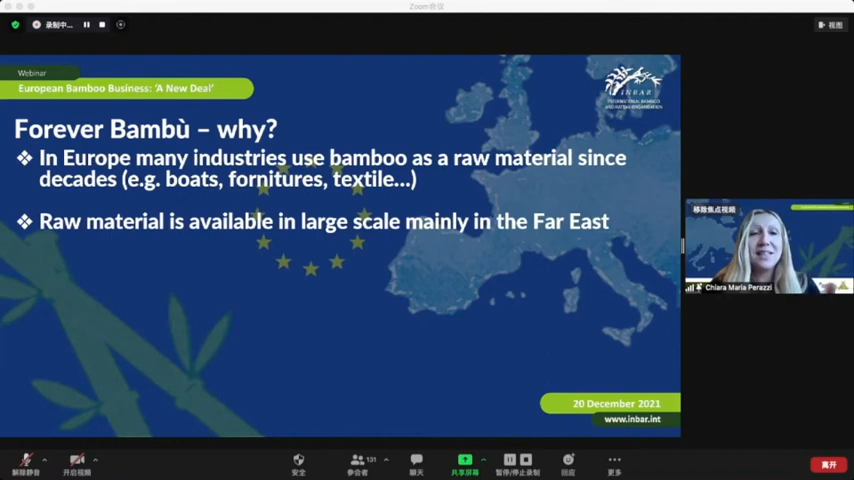 Zoom会议
录制中...
视图
Webinar
European Bamboo Business: ‘A New Deal’
INBAR
INTERNATIONAL BAMBOO
AND RATTAN ORGANISATION
Forever Bambù – why?
❖ In Europe many industries use bamboo as a raw material since
decades (e.g. boats, fornitures, textile...)
❖ Raw material is available in large scale mainly in the Far East
移除焦点视频
Chiara Maria Perazzi
20 December 2021
www.inbar.int
解除静音
开启视频
安全
131
参会者
聊天
共享屏幕
暂停/停止录制
回应
更多
离开